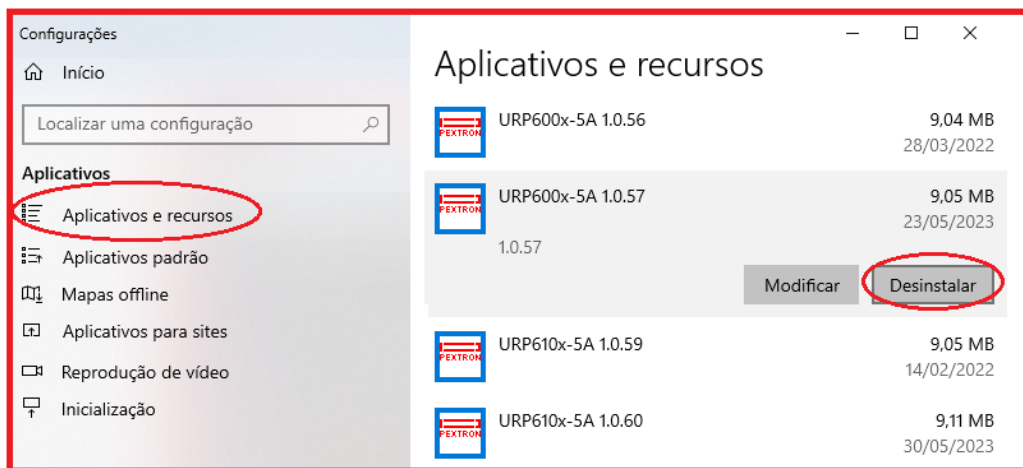 Configurações
Início
Localizar uma configuração
Aplicativos
Aplicativos e recursos
Aplicativos padrão
Mapas offline
Aplicativos para sites
Reprodução de vídeo
Inicialização
Aplicativos e recursos
PEXTRON
URP600x-5A 1.0.56
9,04 MB
28/03/2022
PEXTRON
URP600x-5A 1.0.57
9,05 MB
23/05/2023
1.0.57
Modificar
Desinstalar
PEXTRON
URP610x-5A 1.0.59
9,05 MB
14/02/2022
PEXTRON
URP610x-5A 1.0.60
9,11 MB
30/05/2023